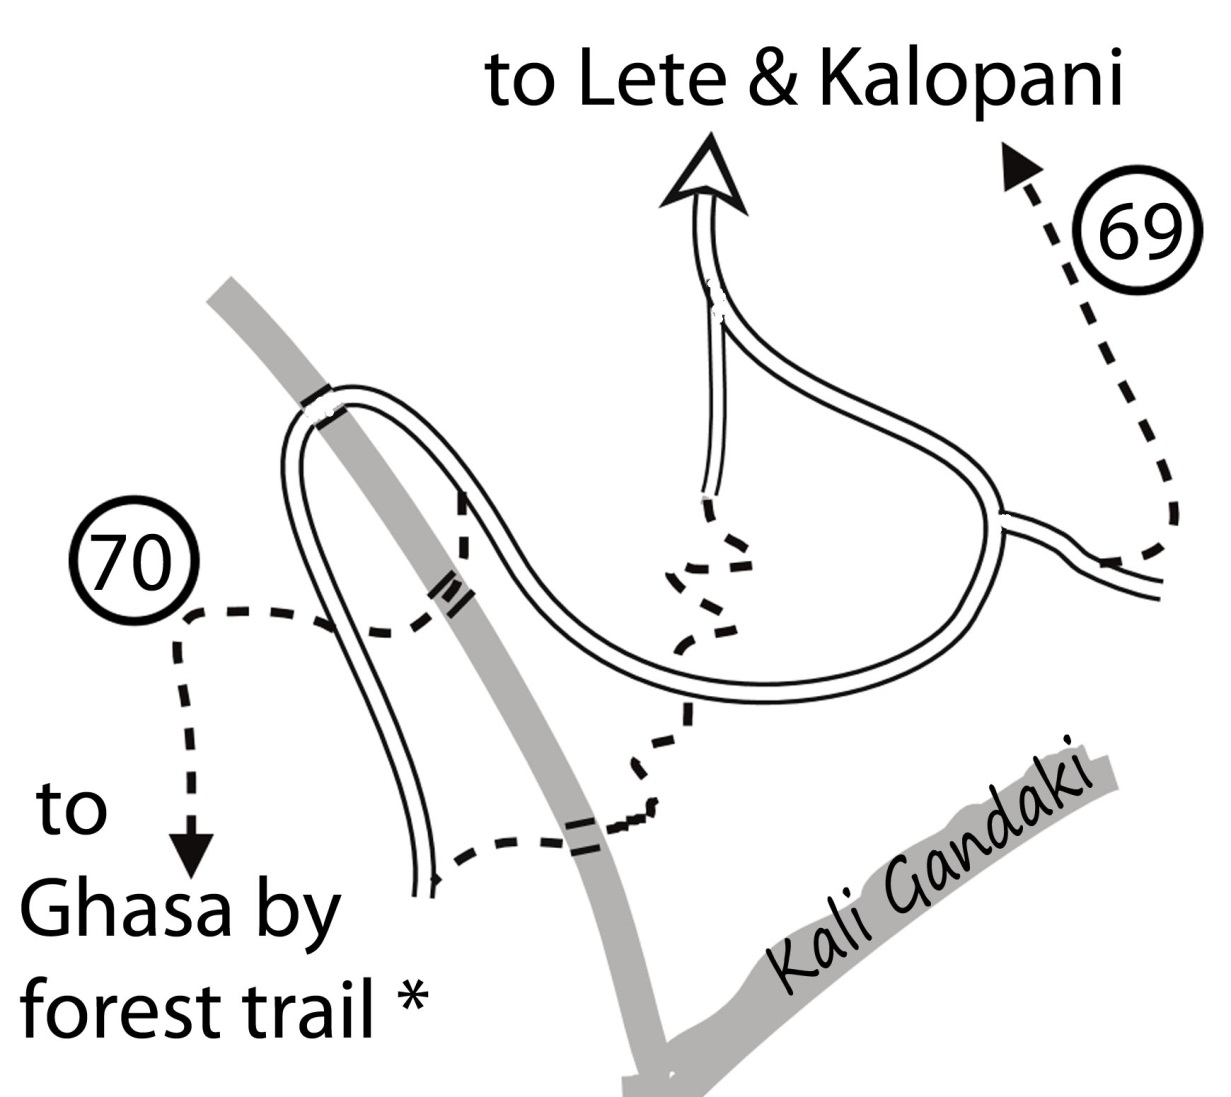 to Lete & Kalopani
69
70
to
Ghasa by
forest trail *
Kali Gandaki